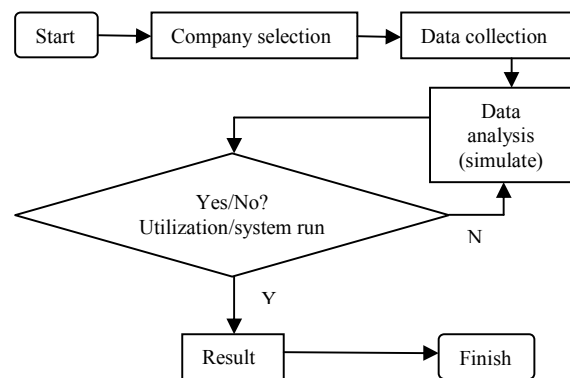 Start
Company selection
Data collection
Data
analysis
(simulate)
Yes/No?
Utilization/system run
N
Y
Result
Finish